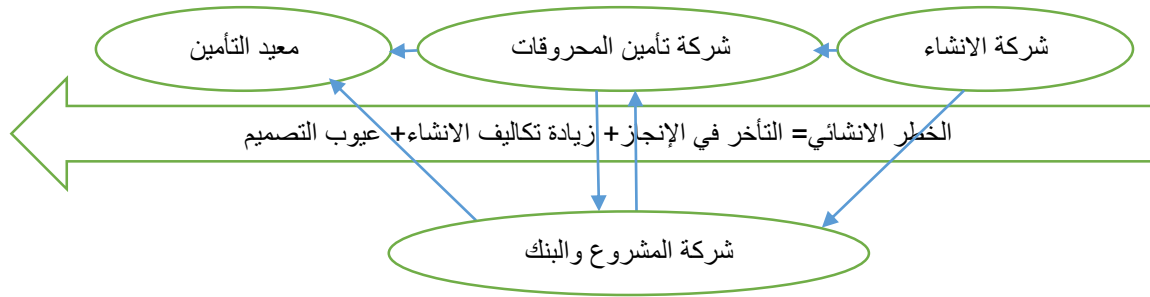 شركة الانشاء
شركة تأمين المحروقات
معيد التأمين
الخطر الانشائي= التأخر في الإنجاز+ زيادة تكاليف الانشاء+ عيوب التصميم
شركة المشروع والبنك